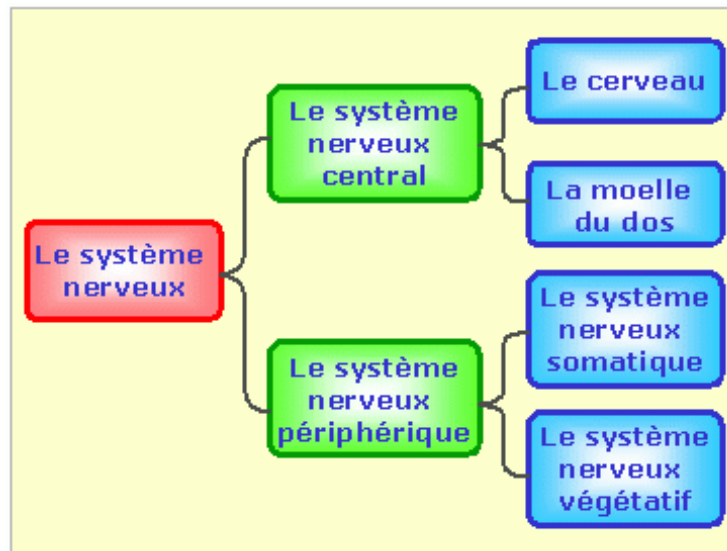 Le système
nerveux
Le système
nerveux
central
Le cerveau
La moelle
du dos
Le système
nerveux
périphérique
Le système
nerveux
somatique
Le système
nerveux
végétatif